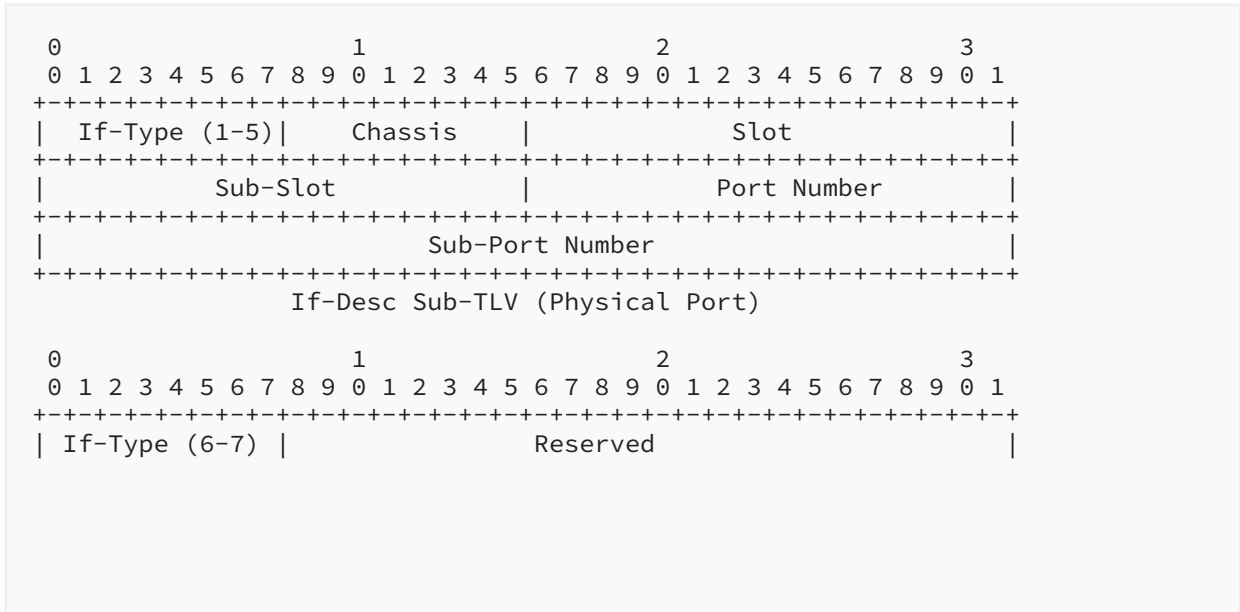 0                   1                   2                   3
 0 1 2 3 4 5 6 7 8 9 0 1 2 3 4 5 6 7 8 9 0 1 2 3 4 5 6 7 8 9 0 1
+-+-+-+-+-+-+-+-+-+-+-+-+-+-+-+-+-+-+-+-+-+-+-+-+-+-+-+-+-+-+-+-+
|  If-Type (1-5)|    Chassis    |             Slot              |
+-+-+-+-+-+-+-+-+-+-+-+-+-+-+-+-+-+-+-+-+-+-+-+-+-+-+-+-+-+-+-+-+
|           Sub-Slot            |            Port Number        |
+-+-+-+-+-+-+-+-+-+-+-+-+-+-+-+-+-+-+-+-+-+-+-+-+-+-+-+-+-+-+-+-+
|                         Sub-Port Number                       |
+-+-+-+-+-+-+-+-+-+-+-+-+-+-+-+-+-+-+-+-+-+-+-+-+-+-+-+-+-+-+-+-+
                If-Desc Sub-TLV (Physical Port)

 0                   1                   2                   3
 0 1 2 3 4 5 6 7 8 9 0 1 2 3 4 5 6 7 8 9 0 1 2 3 4 5 6 7 8 9 0 1
+-+-+-+-+-+-+-+-+-+-+-+-+-+-+-+-+-+-+-+-+-+-+-+-+-+-+-+-+-+-+-+-+
| If-Type (6-7) |                Reserved                       |